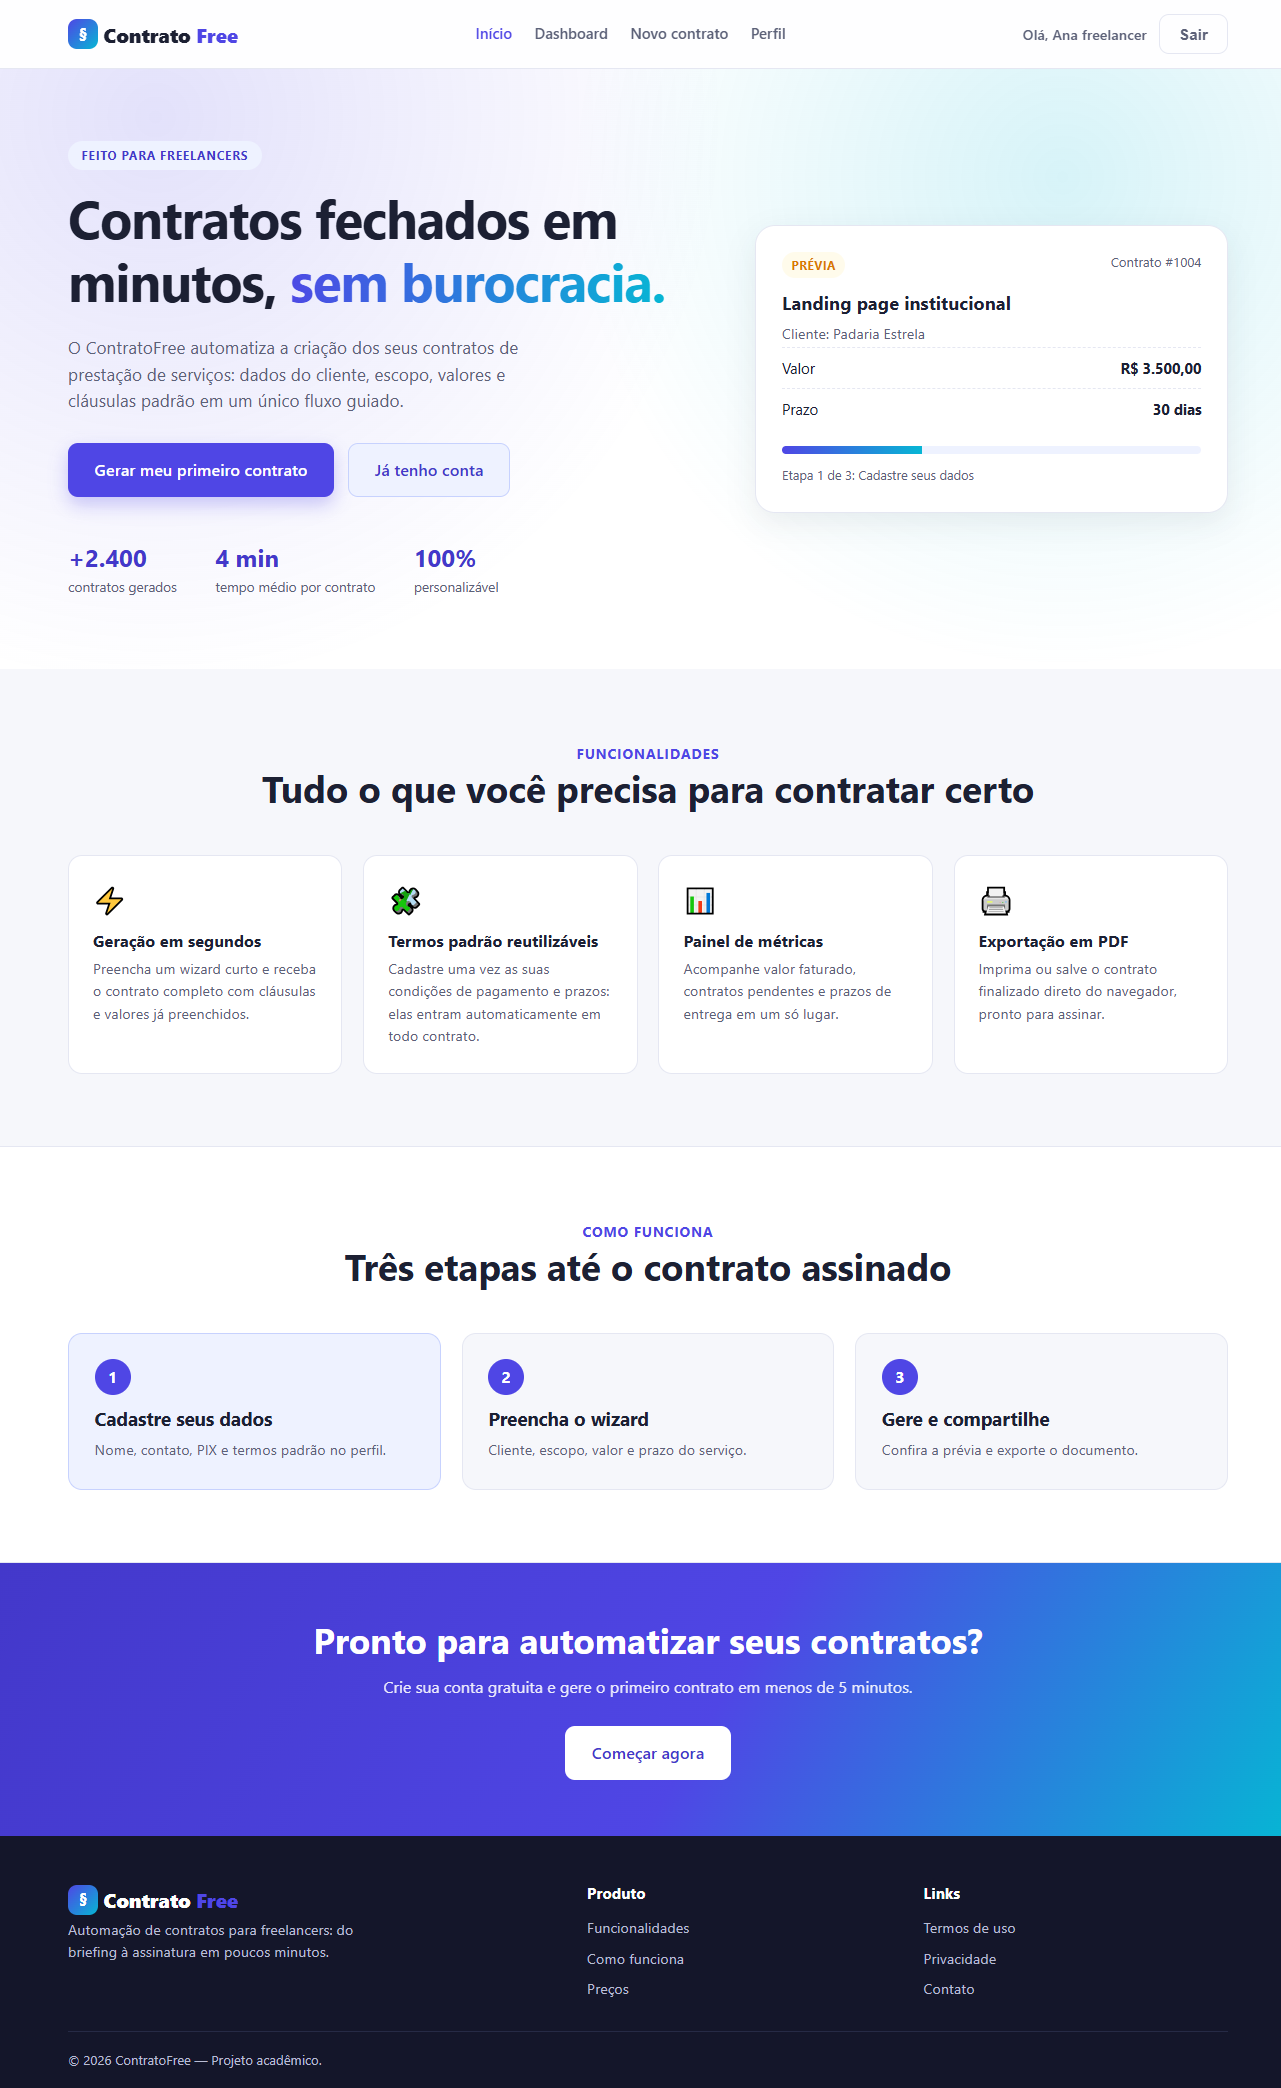 § Contrato Free
Início Dashboard Novo contrato Perfil
Olá, Ana freelancer Sair
FEITO PARA FREELANCERS
Contratos fechados em
minutos, sem burocracia.
O ContratoFree automatiza a criação dos seus contratos de
prestação de serviços: dados do cliente, escopo, valores e
cláusulas padrão em um único fluxo guiado.
Gerar meu primeiro contrato Já tenho conta
+2.400
contratos gerados
4 min
tempo médio por contrato
100%
personalizável
PRÉVIA Contrato #1004
Landing page institucional
Cliente: Padaria Estrela
Valor R$ 3.500,00
Prazo 30 dias
Etapa 1 de 3: Cadastre seus dados
FUNCIONALIDADES
Tudo o que você precisa para contratar certo
Geração em segundos
Preencha um wizard curto e receba
o contrato completo com cláusulas
e valores já preenchidos.
Termos padrão reutilizáveis
Cadastre uma vez as suas
condições de pagamento e prazos:
elas entram automaticamente em
todo contrato.
Painel de métricas
Acompanhe valor faturado,
contratos pendentes e prazos de
entrega em um só lugar.
Exportação em PDF
Imprima ou salve o contrato
finalizado direto do navegador,
pronto para assinar.
COMO FUNCIONA
Três etapas até o contrato assinado
1
Cadastre seus dados
Nome, contato, PIX e termos padrão no perfil.
2
Preencha o wizard
Cliente, escopo, valor e prazo do serviço.
3
Gere e compartilhe
Confira a prévia e exporte o documento.
Pronto para automatizar seus contratos?
Crie sua conta gratuita e gere o primeiro contrato em menos de 5 minutos.
Começar agora
§ Contrato Free
Automação de contratos para freelancers: do
briefing à assinatura em poucos minutos.
Produto
Funcionalidades
Como funciona
Preços
Links
Termos de uso
Privacidade
Contato
© 2026 ContratoFree — Projeto acadêmico.